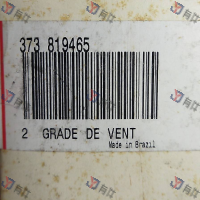 373 819465
2 GRADE DE VENT
Made in Brazil